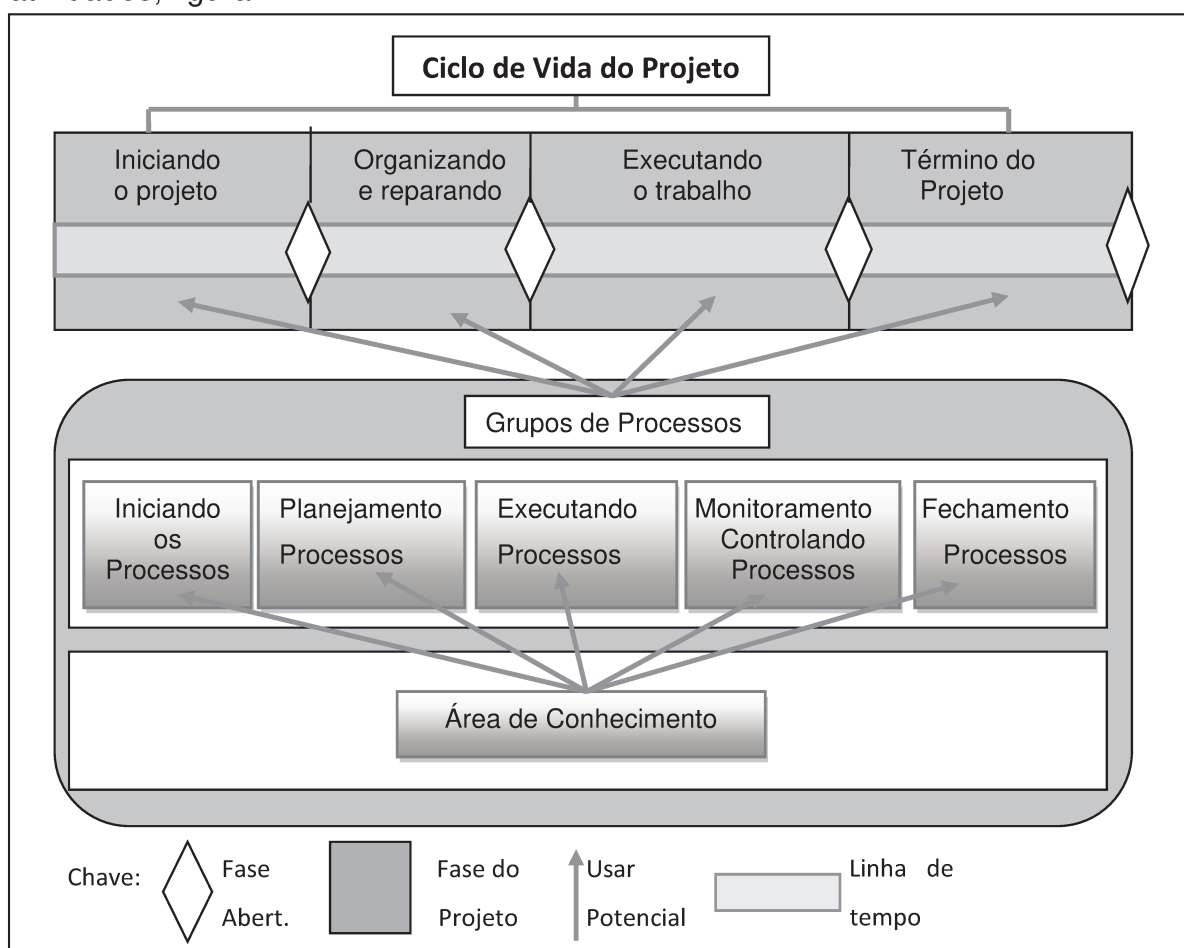 Ciclo de Vida do Projeto
Iniciando
o projeto
Organizando
e reparando
Executando
o trabalho
Término do
Projeto
Grupos de Processos
Iniciando
os
Processos
Planejamento
Processos
Executando
Processos
Monitoramento
Controlando
Processos
Fechamento
Processos
Área de Conhecimento
Chave:
Fase
Abert.
Fase do
Projeto
Usar
Potencial
Linha de
tempo